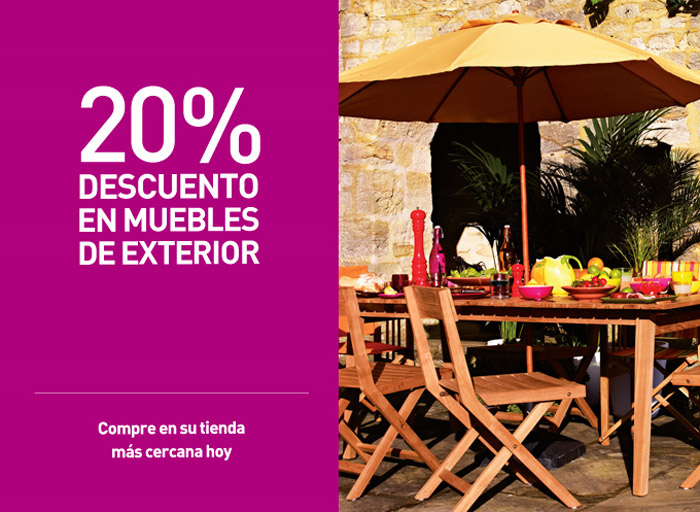 20%
DESCUENTO
EN MUEBLES
DE EXTERIOR
Compre en su tienda
más cercana hoy